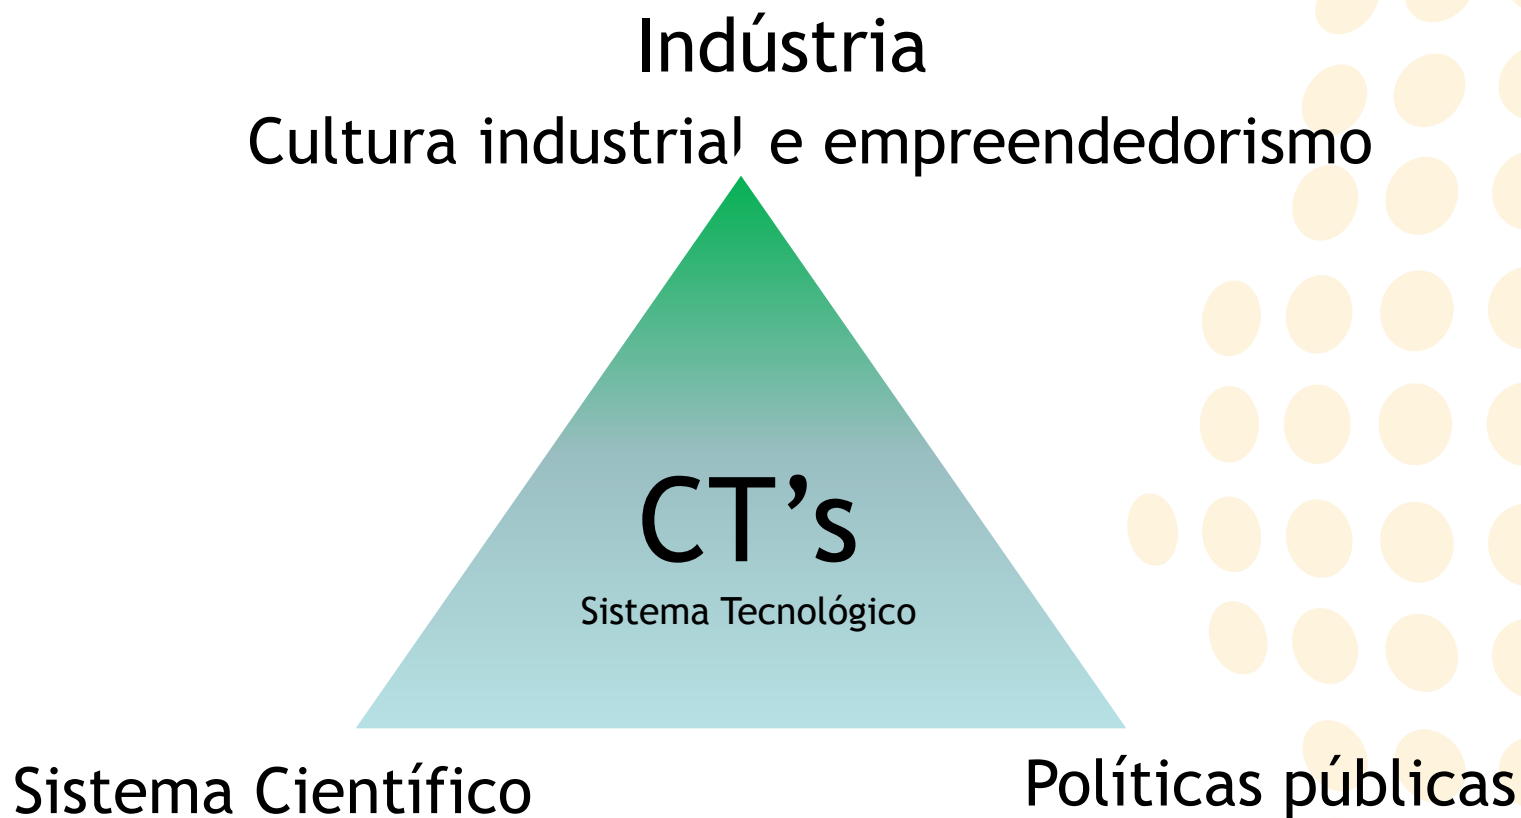 Indústria
Cultura industrial e empreendedorismo
CT’s
Sistema Tecnológico
Sistema Científico
Políticas públicas